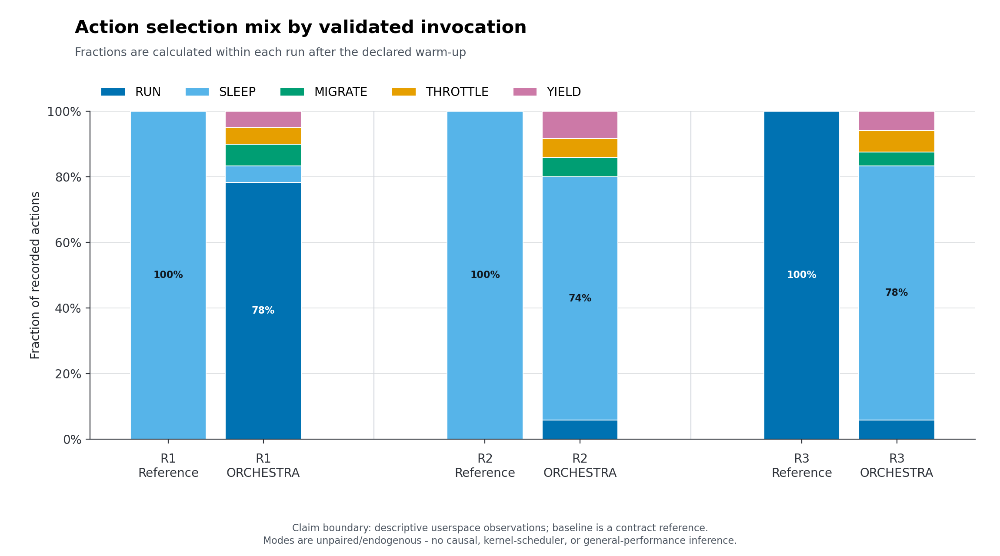 Action selection mix by validated invocation
Fractions are calculated within each run after the declared warm-up
RUN SLEEP MIGRATE THROTTLE YIELD
Fraction of recorded actions
100%
80%
60%
40%
20%
0%
100%
78%
100%
74%
100%
78%
R1
Reference
R1
ORCHESTRA
R2
Reference
R2
ORCHESTRA
R3
Reference
R3
ORCHESTRA
Claim boundary: descriptive userspace observations; baseline is a contract reference.
Modes are unpaired/endogenous - no causal, kernel-scheduler, or general-performance inference.